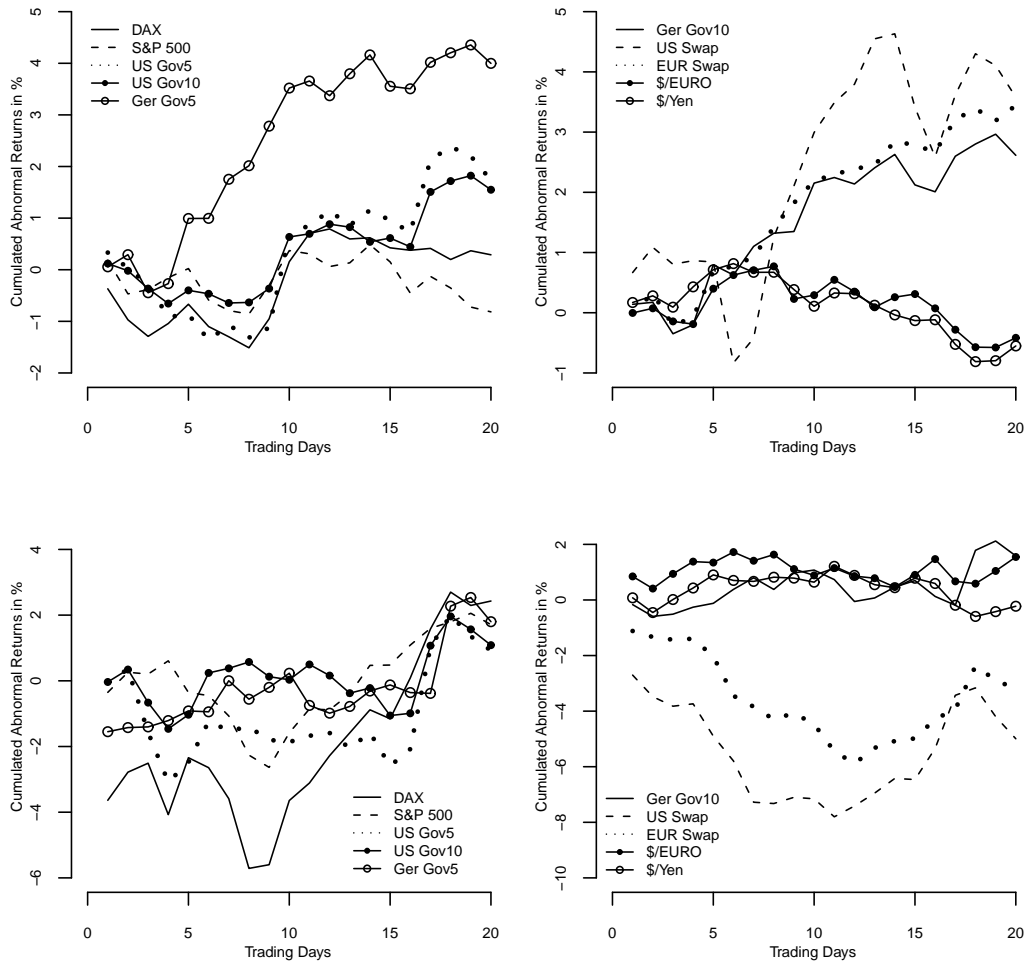 Cumulated Abnormal Returns in %
5
4
3
2
1
0
−1
−2
DAX
S&P 500
US Gov5
US Gov10
Ger Gov5
0 5 10 15 20
Trading Days
Cumulated Abnormal Returns in %
5
4
3
2
1
0
−1
Ger Gov10
US Swap
EUR Swap
$/EURO
$/Yen
0 5 10 15 20
Trading Days
Cumulated Abnormal Returns in %
4
2
0
−2
−4
−6
DAX
S&P 500
US Gov5
US Gov10
Ger Gov5
0 5 10 15 20
Trading Days
Cumulated Abnormal Returns in %
2
0
−2
−4
−6
−8
−10
Ger Gov10
US Swap
EUR Swap
$/EURO
$/Yen
0 5 10 15 20
Trading Days